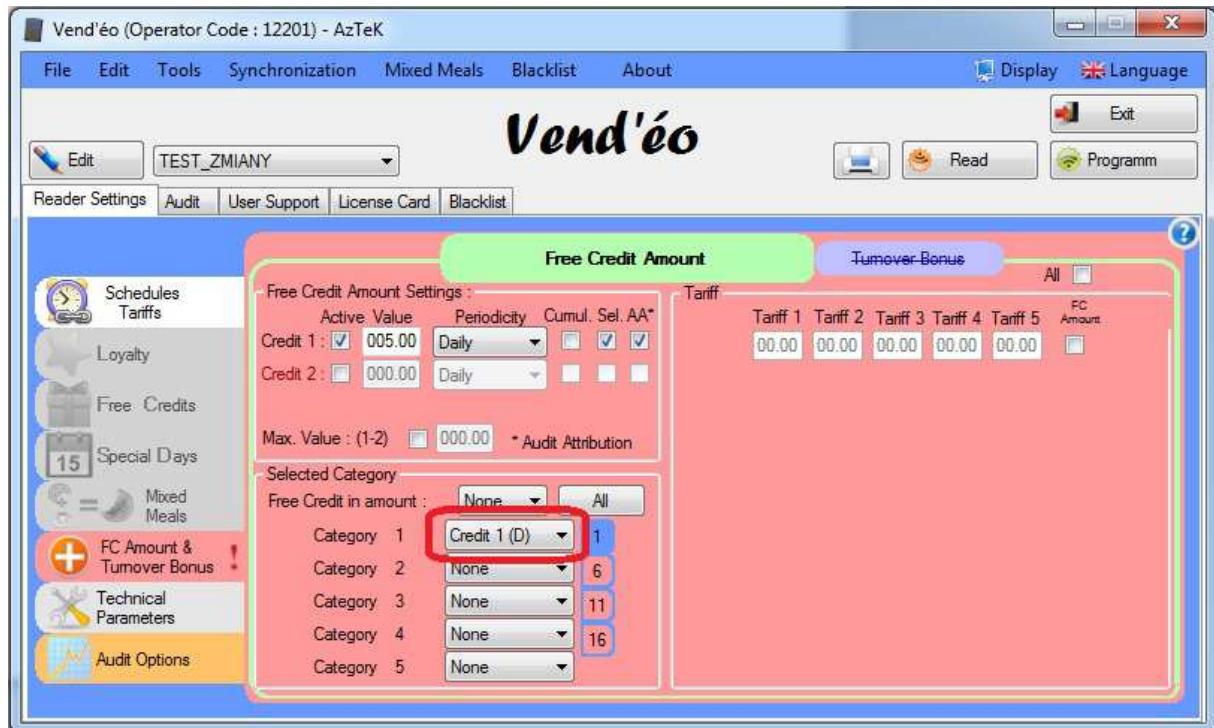 Vend'éo (Operator Code : 12201) - AzTeK
File Edit Tools Synchronization Mixed Meals Blacklist About Display Language
Vend'éo
Exit
Edit TEST_ZMIANY Read Programm
Reader Settings Audit User Support License Card Blacklist
Free Credit Amount Turnover Bonus
All
Schedules
Tariffs
Loyalty
Free Credits
15 Special Days
Mixed
Meals
FC Amount &
Turnover Bonus !
Technical
Parameters
Audit Options
Free Credit Amount Settings :
Active Value Periodicity Cumul. Sel. AA*
Credit 1 : 005.00 Daily
Credit 2 : 000.00 Daily
Max. Value : (1-2) 000.00 * Audit Attribution
Selected Category
Free Credit in amount : None All
Category 1 Credit 1 (D) 1
Category 2 None 6
Category 3 None 11
Category 4 None 16
Category 5 None
Tariff
Tariff 1 Tariff 2 Tariff 3 Tariff 4 Tariff 5 FC Amount
00.00 00.00 00.00 00.00 00.00